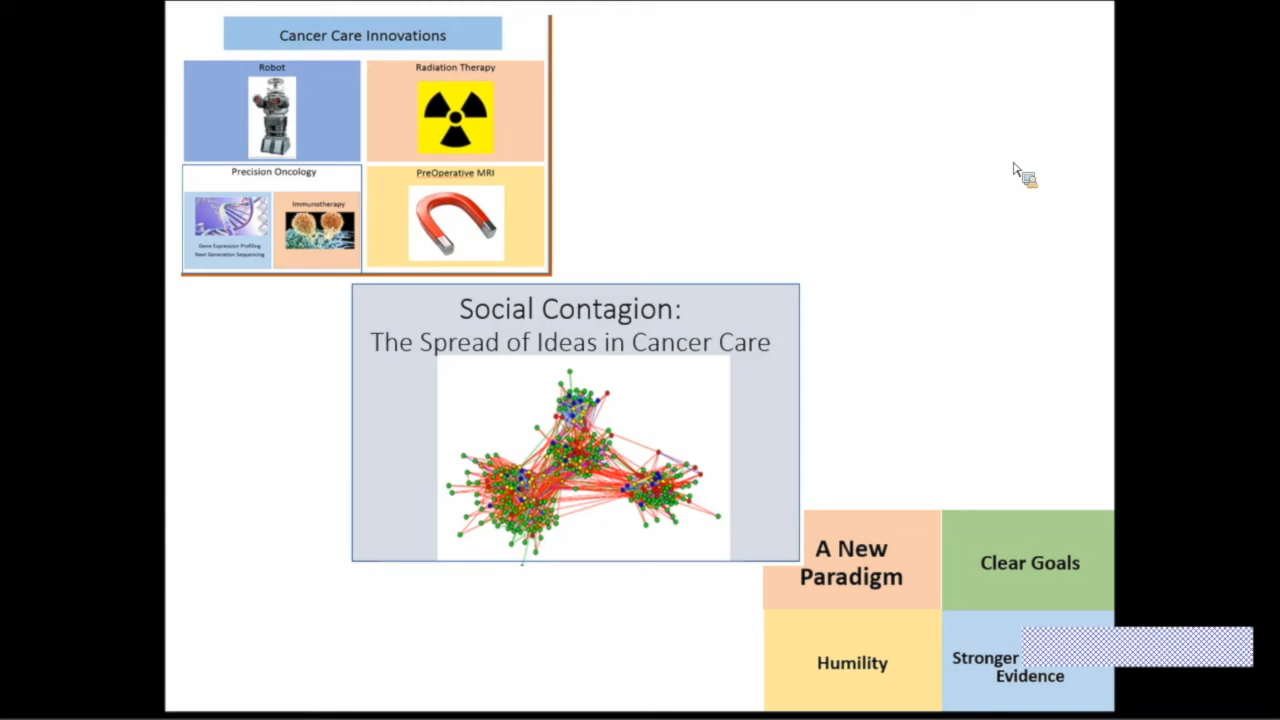 Cancer Care Innovations
Robot
Radiation Therapy
Precision Oncology
Immunotherapy
Gene Expression Profiling
Next Generation Sequencing
PreOperative MRI
Social Contagion:
The Spread of Ideas in Cancer Care
A New
Paradigm
Clear Goals
Humility
Stronger
Evidence